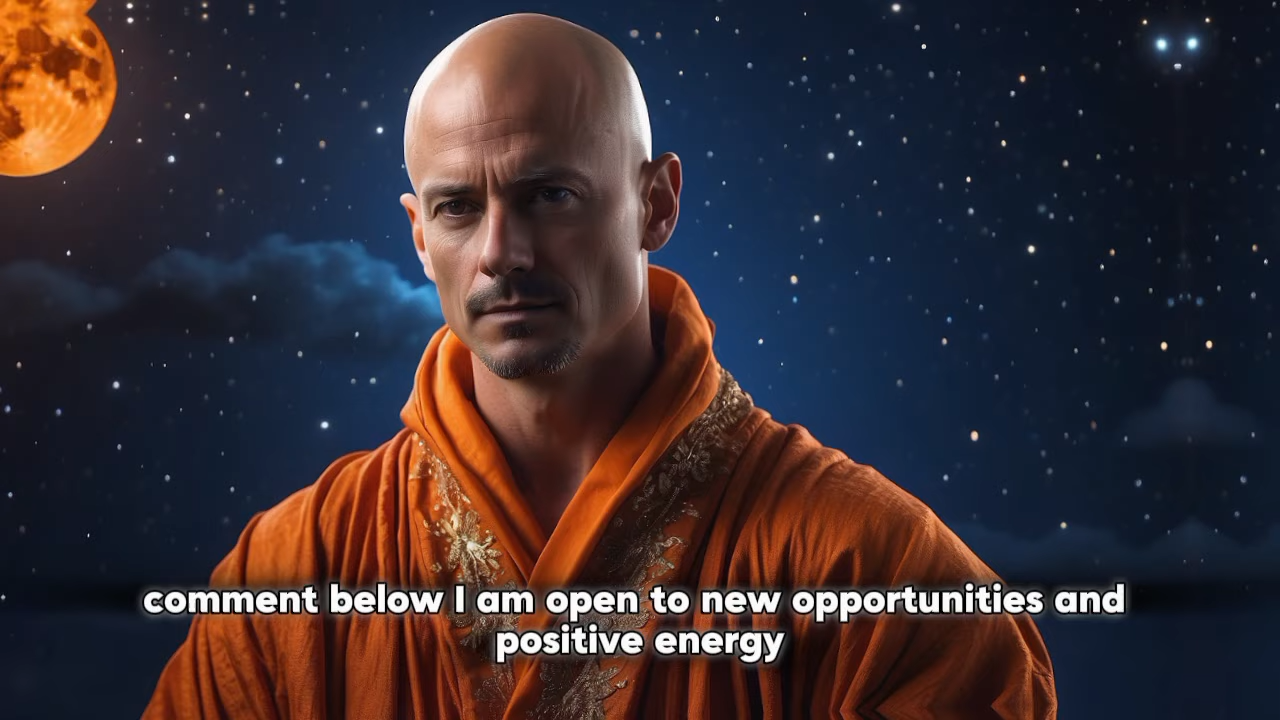 comment below I am open to new opportunities and
positive energy